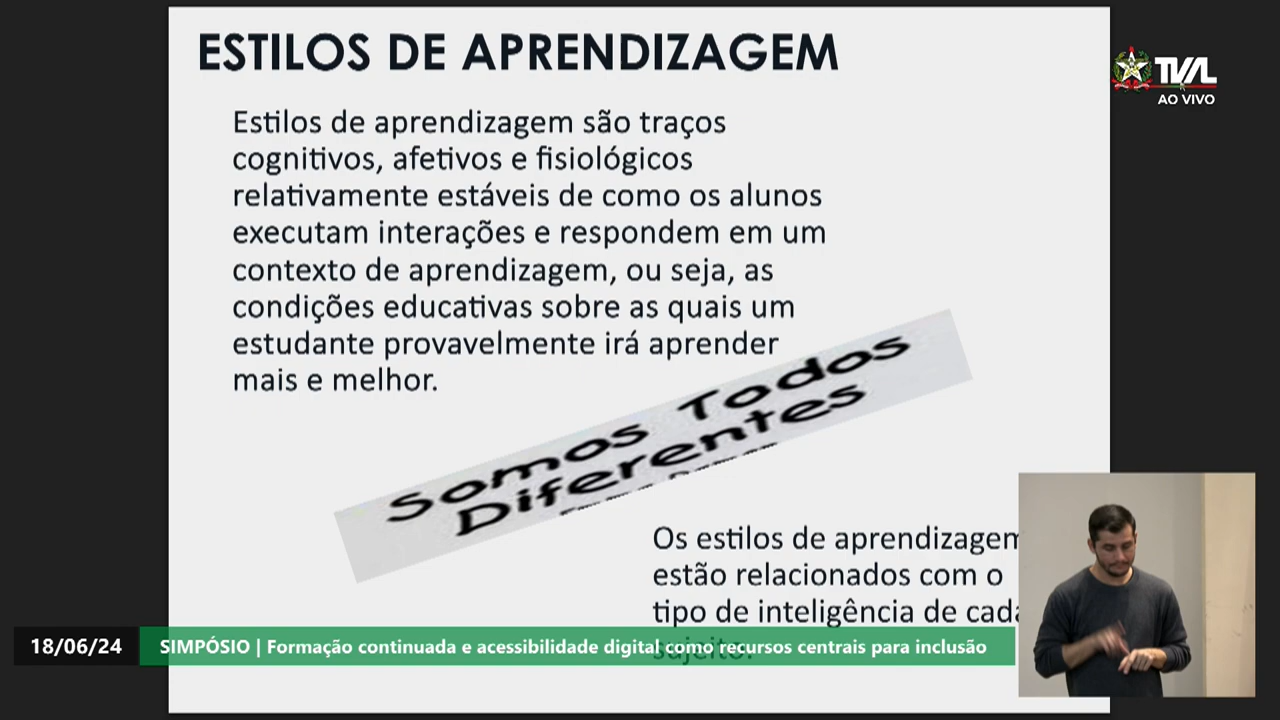 ESTILOS DE APRENDIZAGEM
Estilos de aprendizagem são traços
cognitivos, afetivos e fisiológicos
relativamente estáveis de como os alunos
executam interações e respondem em um
contexto de aprendizagem, ou seja, as
condições educativas sobre as quais um
estudante provavelmente irá aprender
mais e melhor.
Somos Todos
Diferentes
Os estilos de aprendizagem
estão relacionados com o
tipo de inteligência de cada
sujeito.
TVAL
AO VIVO
18/06/24
SIMPÓSIO | Formação continuada e acessibilidade digital como recursos centrais para inclusão